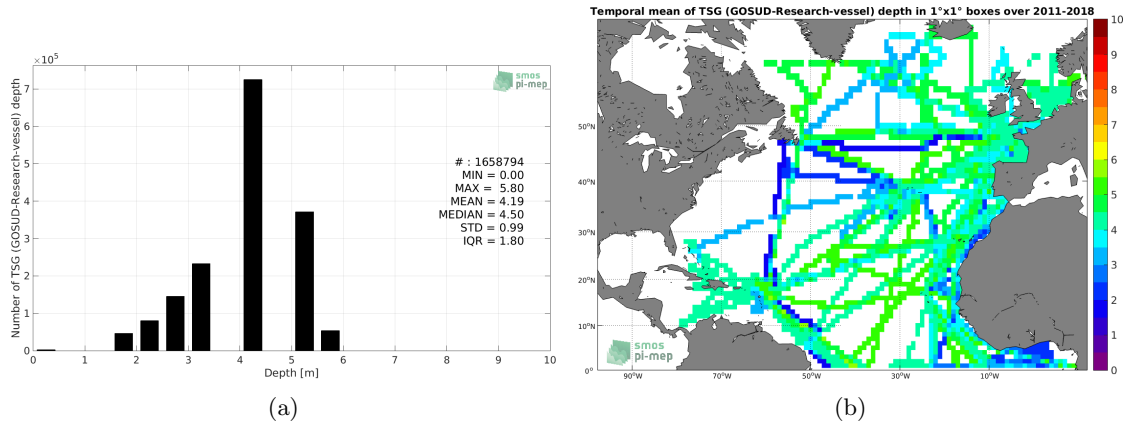 Temporal mean of TSG (GOSUD-Research-vessel) depth in 1°x1° boxes over 2011-2018
×10⁵
7
6
5
4
3
2
1
0
Number of TSG (GOSUD-Research-vessel) depth
smos
pi-mep
# : 1658794
MIN = 0.00
MAX = 5.80
MEAN = 4.19
MEDIAN = 4.50
STD = 0.99
IQR = 1.80
0 1 2 3 4 5 6 7 8 9 10
Depth [m]
(a)
50°N
40°N
30°N
20°N
10°N
0°
90°W 70°W 50°W 30°W 10°W
smos
pi-mep
10
9
8
7
6
5
4
3
2
1
0
(b)